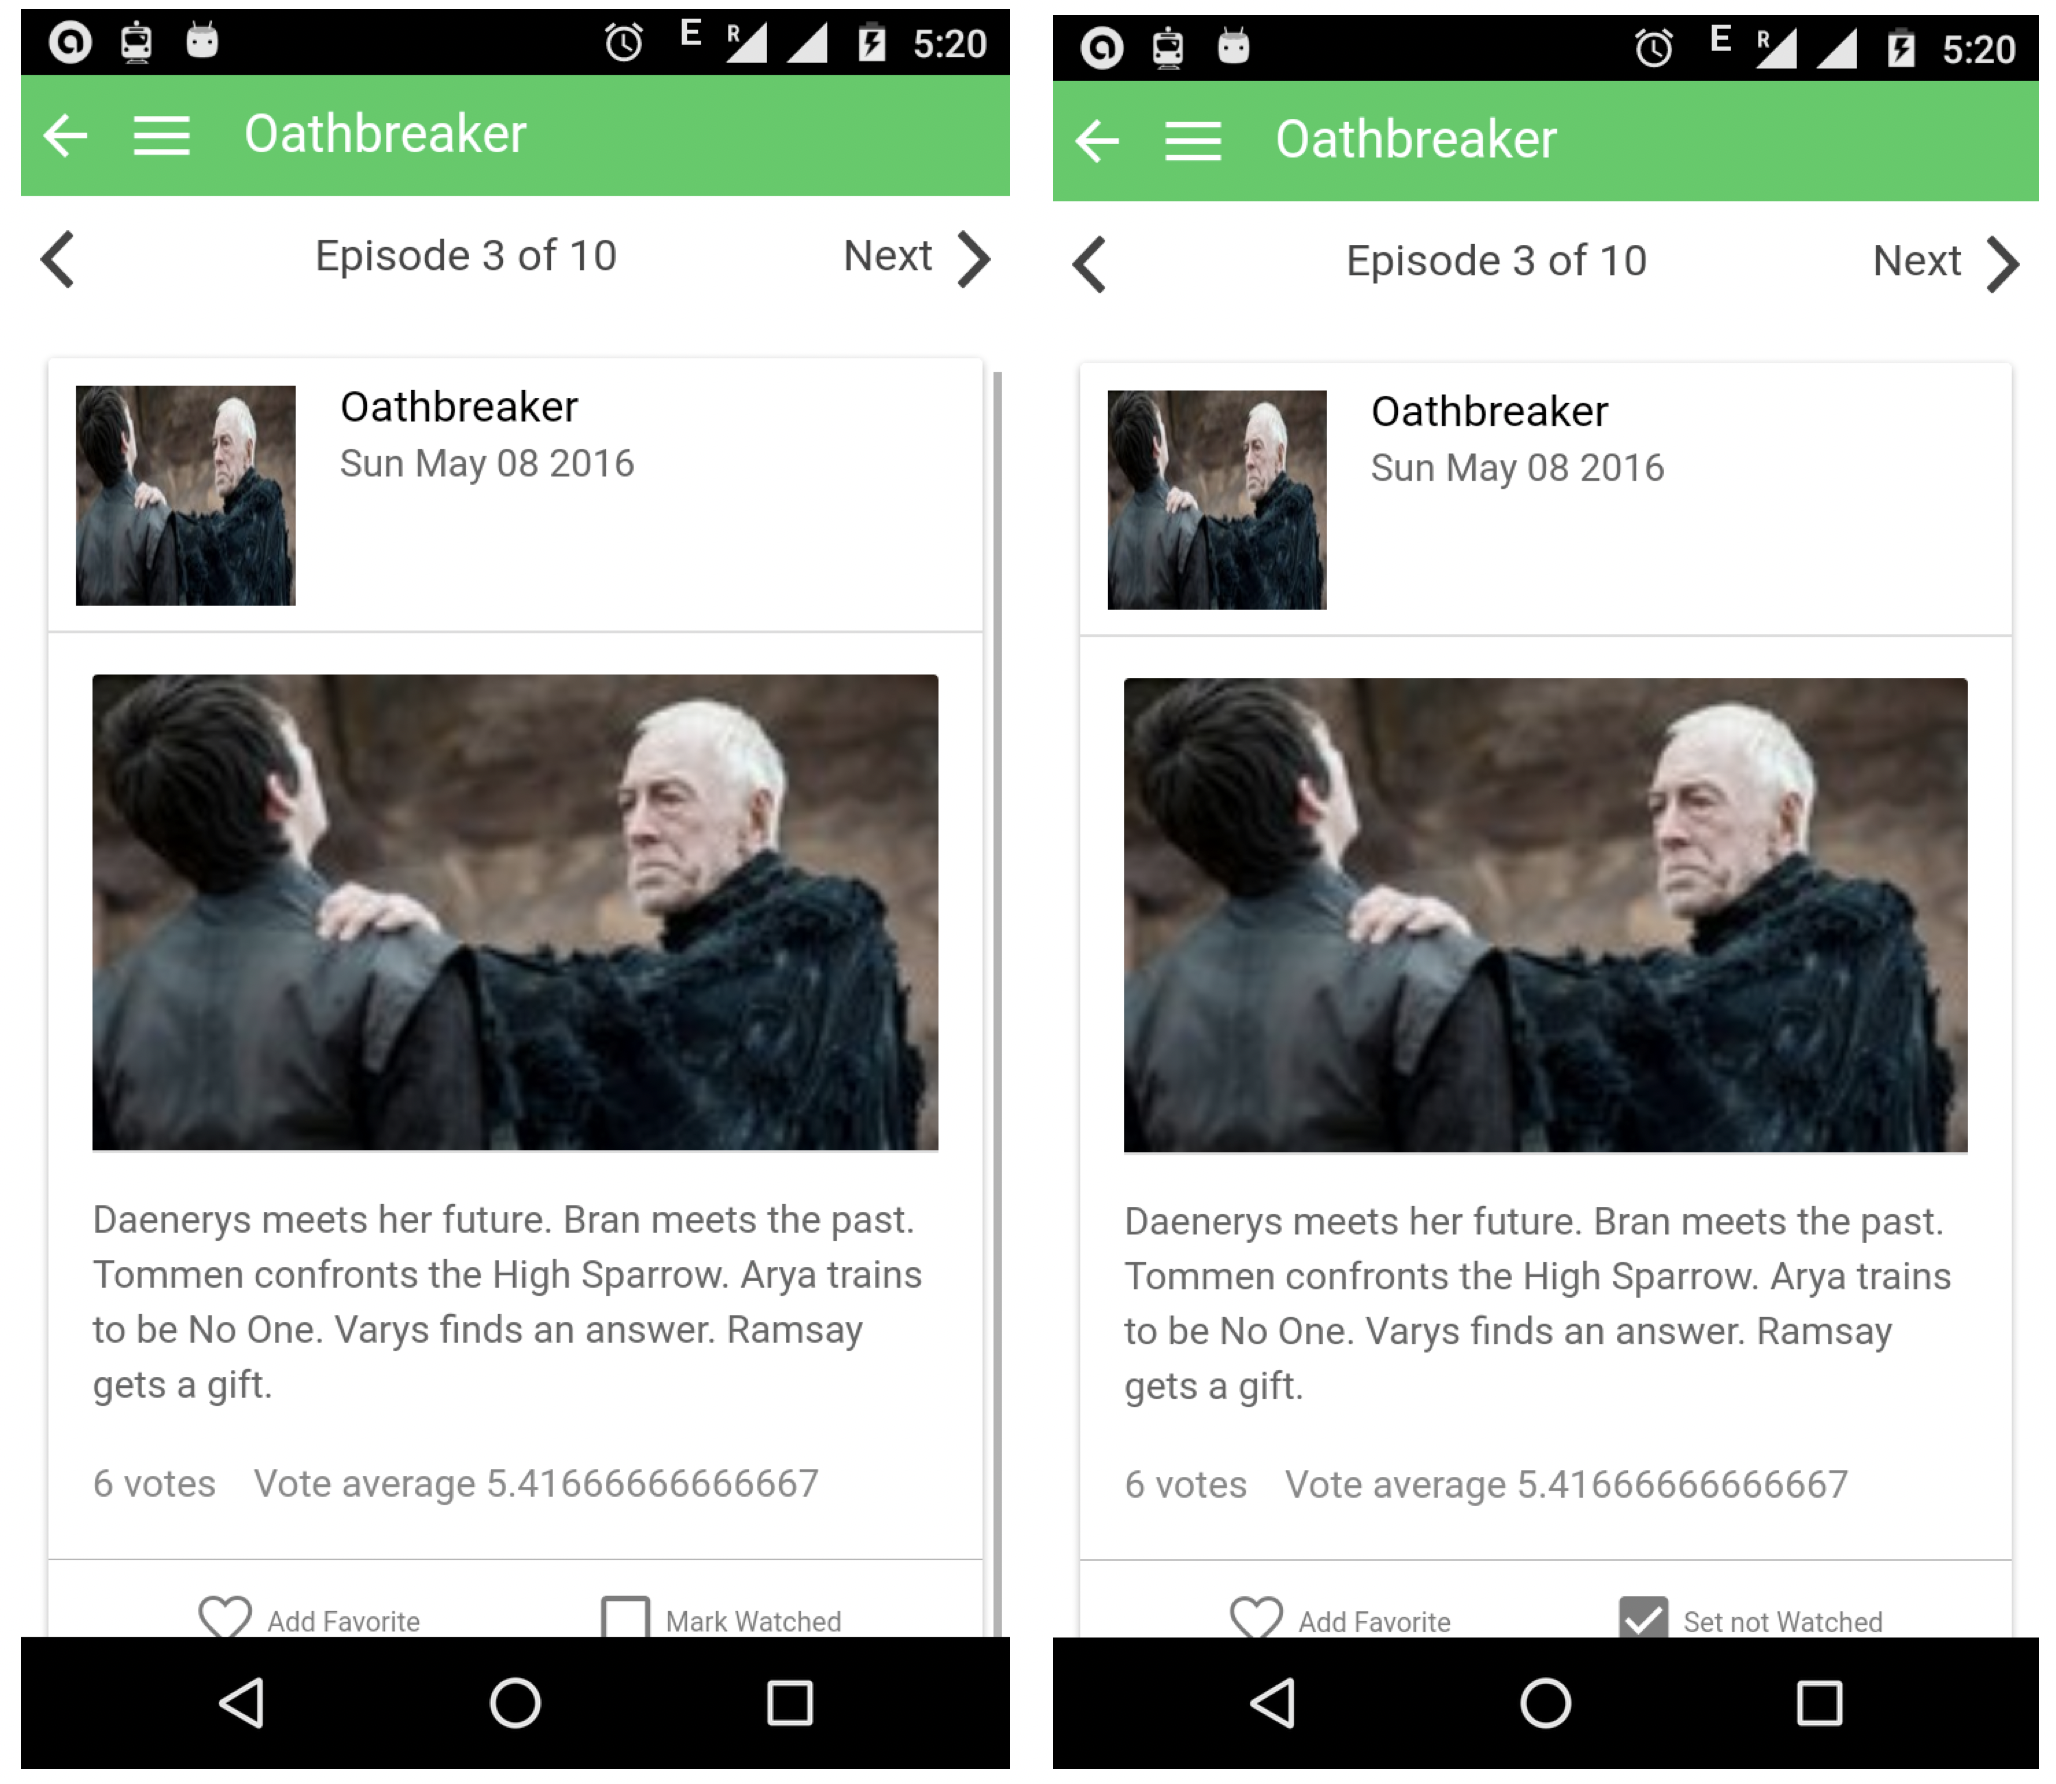 E R 5:20
Oathbreaker
Episode 3 of 10 Next
Oathbreaker
Sun May 08 2016
Daenerys meets her future. Bran meets the past.
Tommen confronts the High Sparrow. Arya trains
to be No One. Varys finds an answer. Ramsay
gets a gift.
6 votes Vote average 5.41666666666667
Add Favorite Mark Watched
E R 5:20
Oathbreaker
Episode 3 of 10 Next
Oathbreaker
Sun May 08 2016
Daenerys meets her future. Bran meets the past.
Tommen confronts the High Sparrow. Arya trains
to be No One. Varys finds an answer. Ramsay
gets a gift.
6 votes Vote average 5.41666666666667
Add Favorite Set not Watched